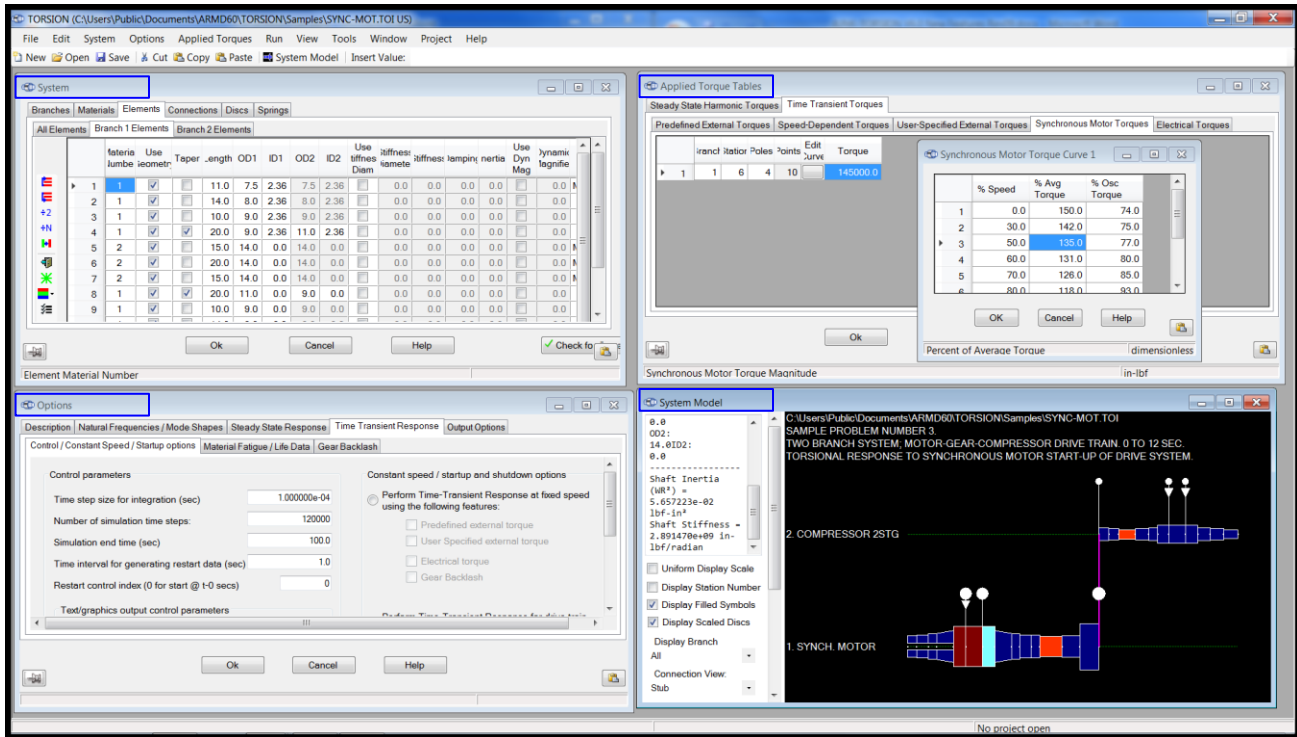 TORSION (C:\Users\Public\Documents\ARMD60\TORSION\Samples\SYNC-MOT.TOI US)
File Edit System Options Applied Torques Run View Tools Window Project Help
New Open Save Cut Copy Paste System Model Insert Value:
System
Branches Materials Elements Connections Discs Springs
All Elements Branch 1 Elements Branch 2 Elements
Use Taper OD1 ID1 OD2 ID2 Use Diam Use Dyn Mag
1 1 11.0 7.5 2.36 7.5 2.36 0.0 0.0 0.0 0.0 0.0
2 1 14.0 8.0 2.36 8.0 2.36 0.0 0.0 0.0 0.0 0.0
3 1 10.0 9.0 2.36 9.0 2.36 0.0 0.0 0.0 0.0 0.0
4 1 20.0 9.0 2.36 11.0 2.36 0.0 0.0 0.0 0.0 0.0
5 2 15.0 14.0 0.0 14.0 0.0 0.0 0.0 0.0 0.0 0.0
6 2 20.0 14.0 0.0 14.0 0.0 0.0 0.0 0.0 0.0 0.0
7 2 15.0 14.0 0.0 14.0 0.0 0.0 0.0 0.0 0.0 0.0
8 1 20.0 11.0 0.0 9.0 0.0 0.0 0.0 0.0 0.0 0.0
9 1 10.0 9.0 0.0 9.0 0.0 0.0 0.0 0.0 0.0 0.0
÷2
+N
Ok Cancel Help Check fo
Element Material Number
Applied Torque Tables
Steady State Harmonic Torques Time Transient Torques
Predefined External Torques Speed-Dependent Torques User-Specified External Torques Synchronous Motor Torques Electrical Torques
Poles Edit Torque
1 1 6 4 10 145000.0
Ok
Synchronous Motor Torque Magnitude in-lbf
Synchronous Motor Torque Curve 1
% Speed % Avg Torque % Osc Torque
1 0.0 150.0 74.0
2 30.0 142.0 75.0
3 50.0 135.0 77.0
4 60.0 131.0 80.0
5 70.0 126.0 85.0
6 80.0 118.0 93.0
OK Cancel Help
Percent of Average Torque dimensionless
Options
Description Natural Frequencies / Mode Shapes Steady State Response Time Transient Response Output Options
Control / Constant Speed / Startup options Material Fatigue / Life Data Gear Backlash
Control parameters
Time step size for integration (sec) 1.000000e-04
Number of simulation time steps: 120000
Simulation end time (sec) 100.0
Time interval for generating restart data (sec) 1.0
Restart control index (0 for start @ t-0 secs) 0
Text/graphics output control parameters
Constant speed / startup and shutdown options
Perform Time-Transient Response at fixed speed
using the following features:
Predefined external torque
User Specified external torque
Electrical torque
Gear Backlash
Ok Cancel Help
System Model
0.0
OD2:
14.0ID2:
0.0
-----------------
Shaft Inertia
(WR²) =
5.657223e-02
lbf-in²
Shaft Stiffness =
2.891470e+09 in-
lbf/radian
Uniform Display Scale
Display Station Number
Display Filled Symbols
Display Scaled Discs
Display Branch
All
Connection View:
Stub
C:\Users\Public\Documents\ARMD60\TORSION\Samples\SYNC-MOT.TOI
SAMPLE PROBLEM NUMBER 3.
TWO BRANCH SYSTEM; MOTOR-GEAR-COMPRESSOR DRIVE TRAIN. 0 TO 12 SEC.
TORSIONAL RESPONSE TO SYNCHRONOUS MOTOR START-UP OF DRIVE SYSTEM.
2. COMPRESSOR 2STG
1. SYNCH. MOTOR
No project open